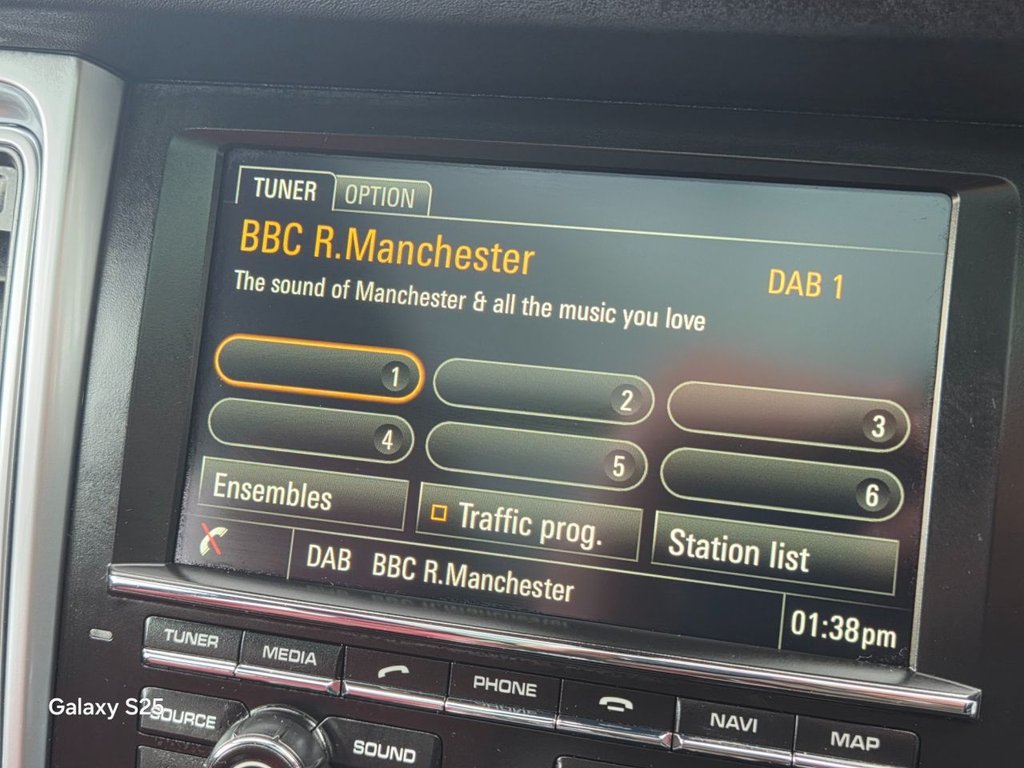 TUNER OPTION
BBC R.Manchester
DAB 1
The sound of Manchester & all the music you love
1 2 3
4 5 6
Ensembles Traffic prog. Station list
DAB BBC R.Manchester
01:38pm
TUNER MEDIA PHONE NAVI MAP
Galaxy S25
SOURCE SOUND